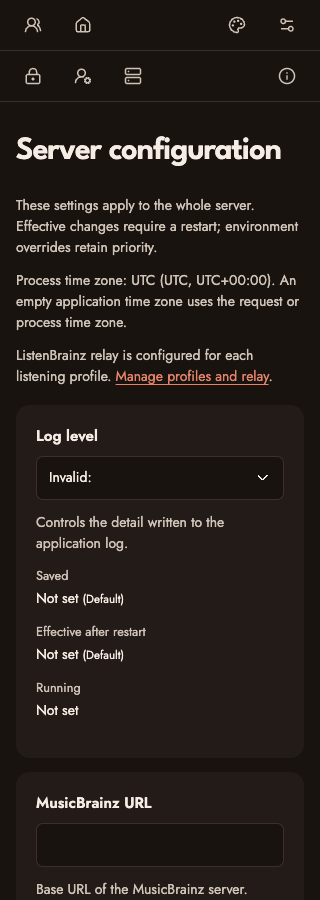 Server configuration
These settings apply to the whole server.
Effective changes require a restart; environment
overrides retain priority.
Process time zone: UTC (UTC, UTC+00:00). An
empty application time zone uses the request or
process time zone.
ListenBrainz relay is configured for each
listening profile. Manage profiles and relay.
Log level
Invalid:
Controls the detail written to the
application log.
Saved
Not set (Default)
Effective after restart
Not set (Default)
Running
Not set
MusicBrainz URL
Base URL of the MusicBrainz server.